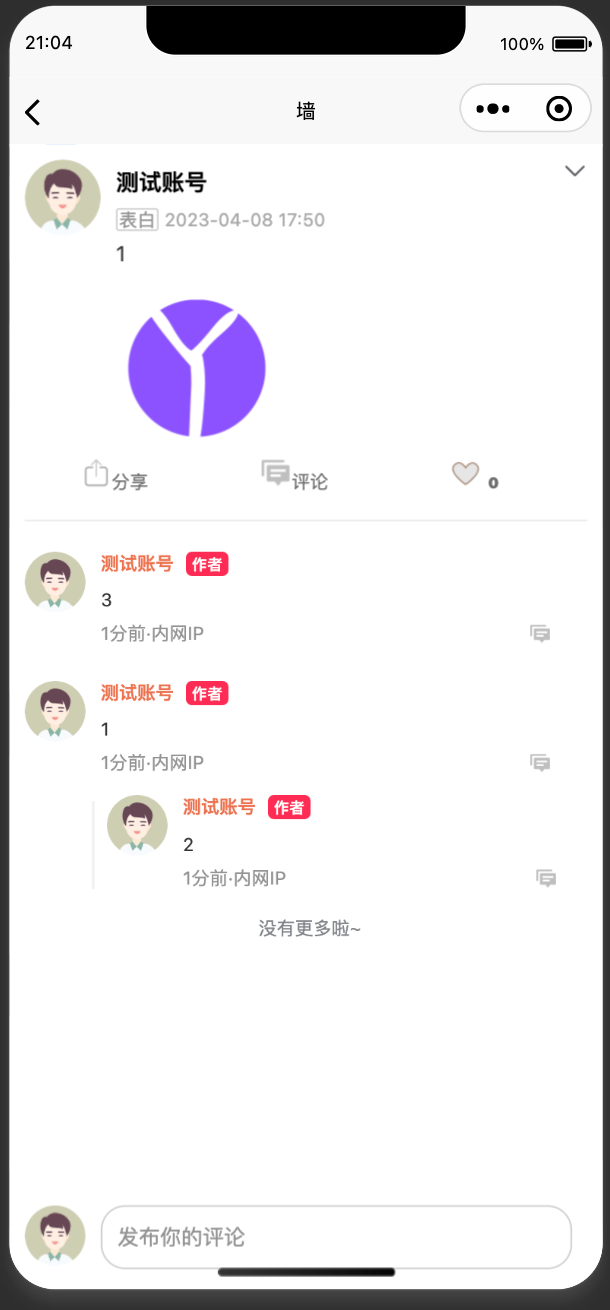 21:04 100%
墙
测试账号
表白 2023-04-08 17:50
1
分享 评论 0
测试账号 作者
3
1分前·内网IP
测试账号 作者
1
1分前·内网IP
测试账号 作者
2
1分前·内网IP
没有更多啦~
发布你的评论